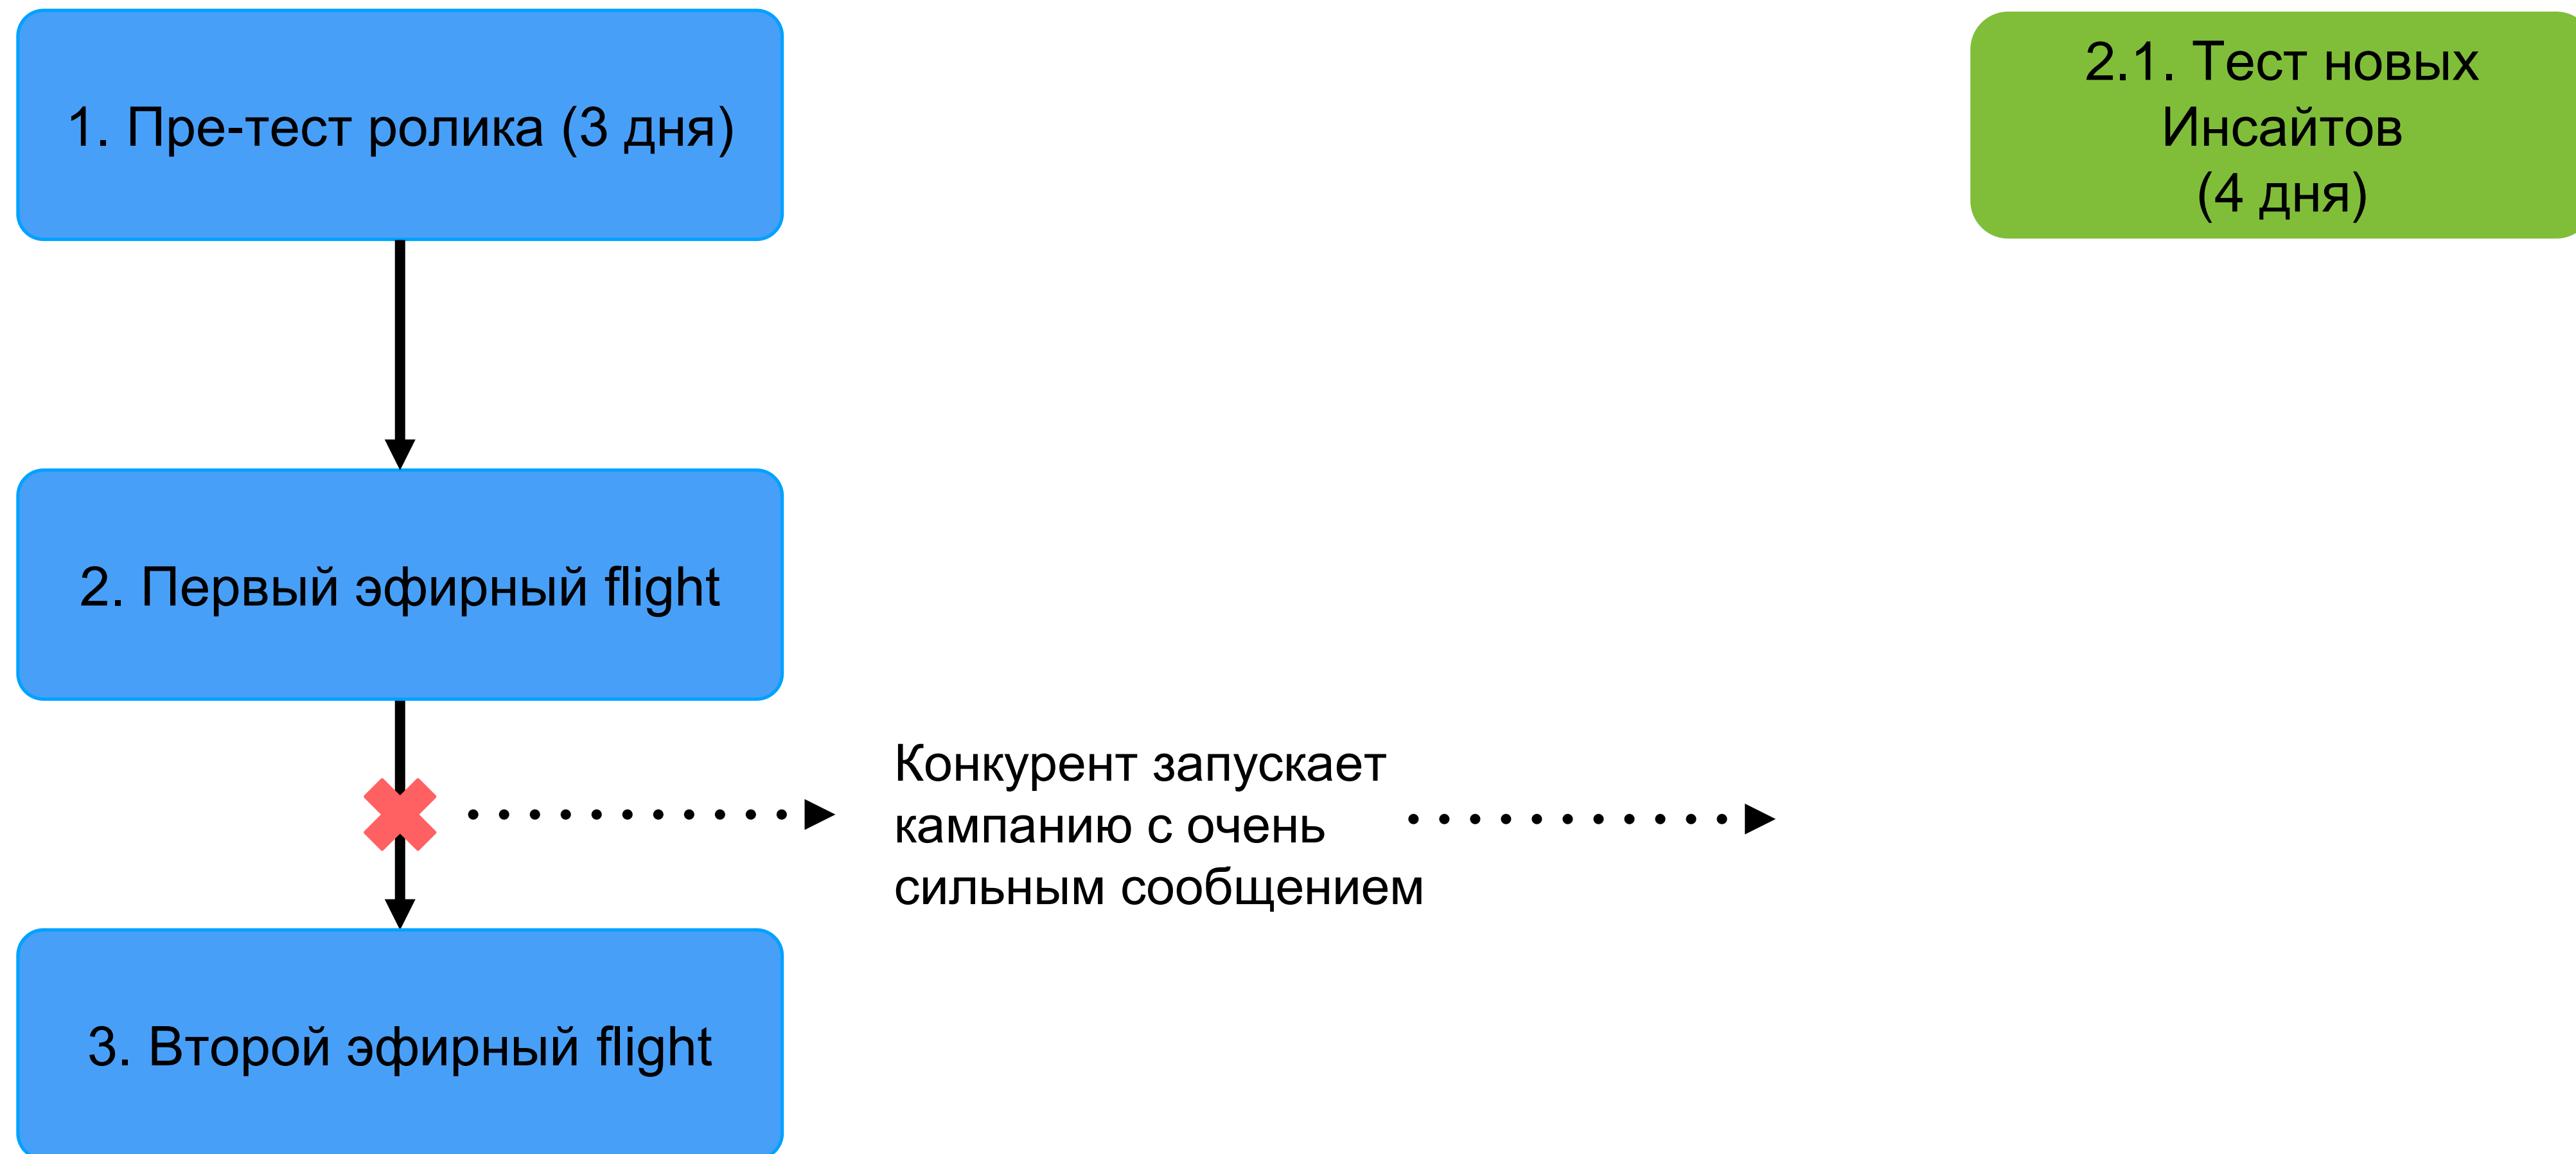 1. Пре-тест ролика (3 дня)
2.1. Тест новых
Инсайтов
(4 дня)
2. Первый эфирный flight
Конкурент запускает
кампанию с очень
сильным сообщением
3. Второй эфирный flight